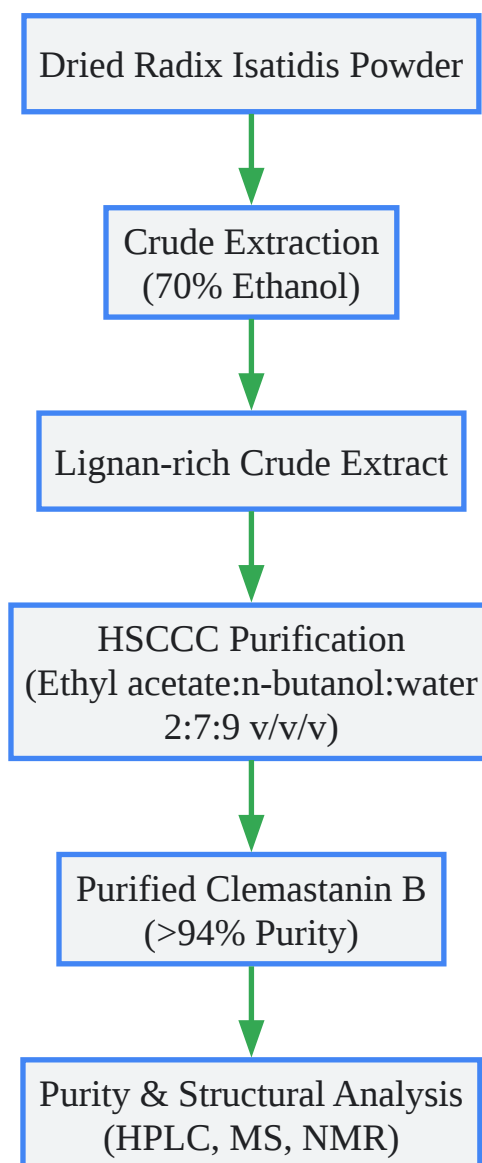 Dried Radix Isatidis Powder
Crude Extraction
(70% Ethanol)
Lignan-rich Crude Extract
HSCCC Purification
(Ethyl acetate:n-butanol:water
2:7:9 v/v/v)
Purified Clemastanin B
(>94% Purity)
Purity & Structural Analysis
(HPLC, MS, NMR)